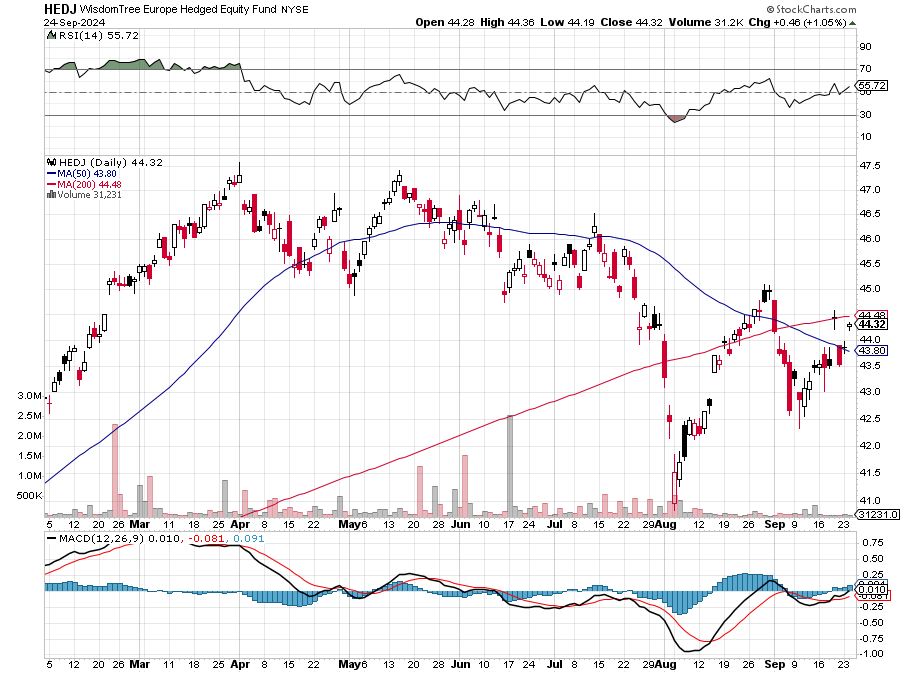 HEDJ WisdomTree Europe Hedged Equity Fund NYSE
© StockCharts.com
24-Sep-2024
Open 44.28 High 44.36 Low 44.19 Close 44.32 Volume 31.2K Chg +0.46 (+1.05%)
RSI(14) 55.72
90
70
55.72
50
30
10
HEDJ (Daily) 44.32
MA(50) 43.80
MA(200) 44.48
Volume 31,231
47.5
47.0
46.5
46.0
45.5
45.0
44.48
44.32
44.0
43.80
43.5
43.0
42.5
42.0
41.5
41.0
31231.0
3.0M
2.5M
2.0M
1.5M
1.0M
500K
5 12 20 26 Mar 11 18 25 Apr 8 15 22 May 6 13 20 28 Jun 10 17 24 Jul 8 15 22 29 Aug 12 19 26 Sep 9 16 23
MACD(12,26,9) 0.010, -0.081, 0.091
0.75
0.50
0.25
0.091
0.010
-0.081
-0.25
-0.50
-0.75
-1.00
5 12 20 26 Mar 11 18 25 Apr 8 15 22 May 6 13 20 28 Jun 10 17 24 Jul 8 15 22 29 Aug 12 19 26 Sep 9 16 23